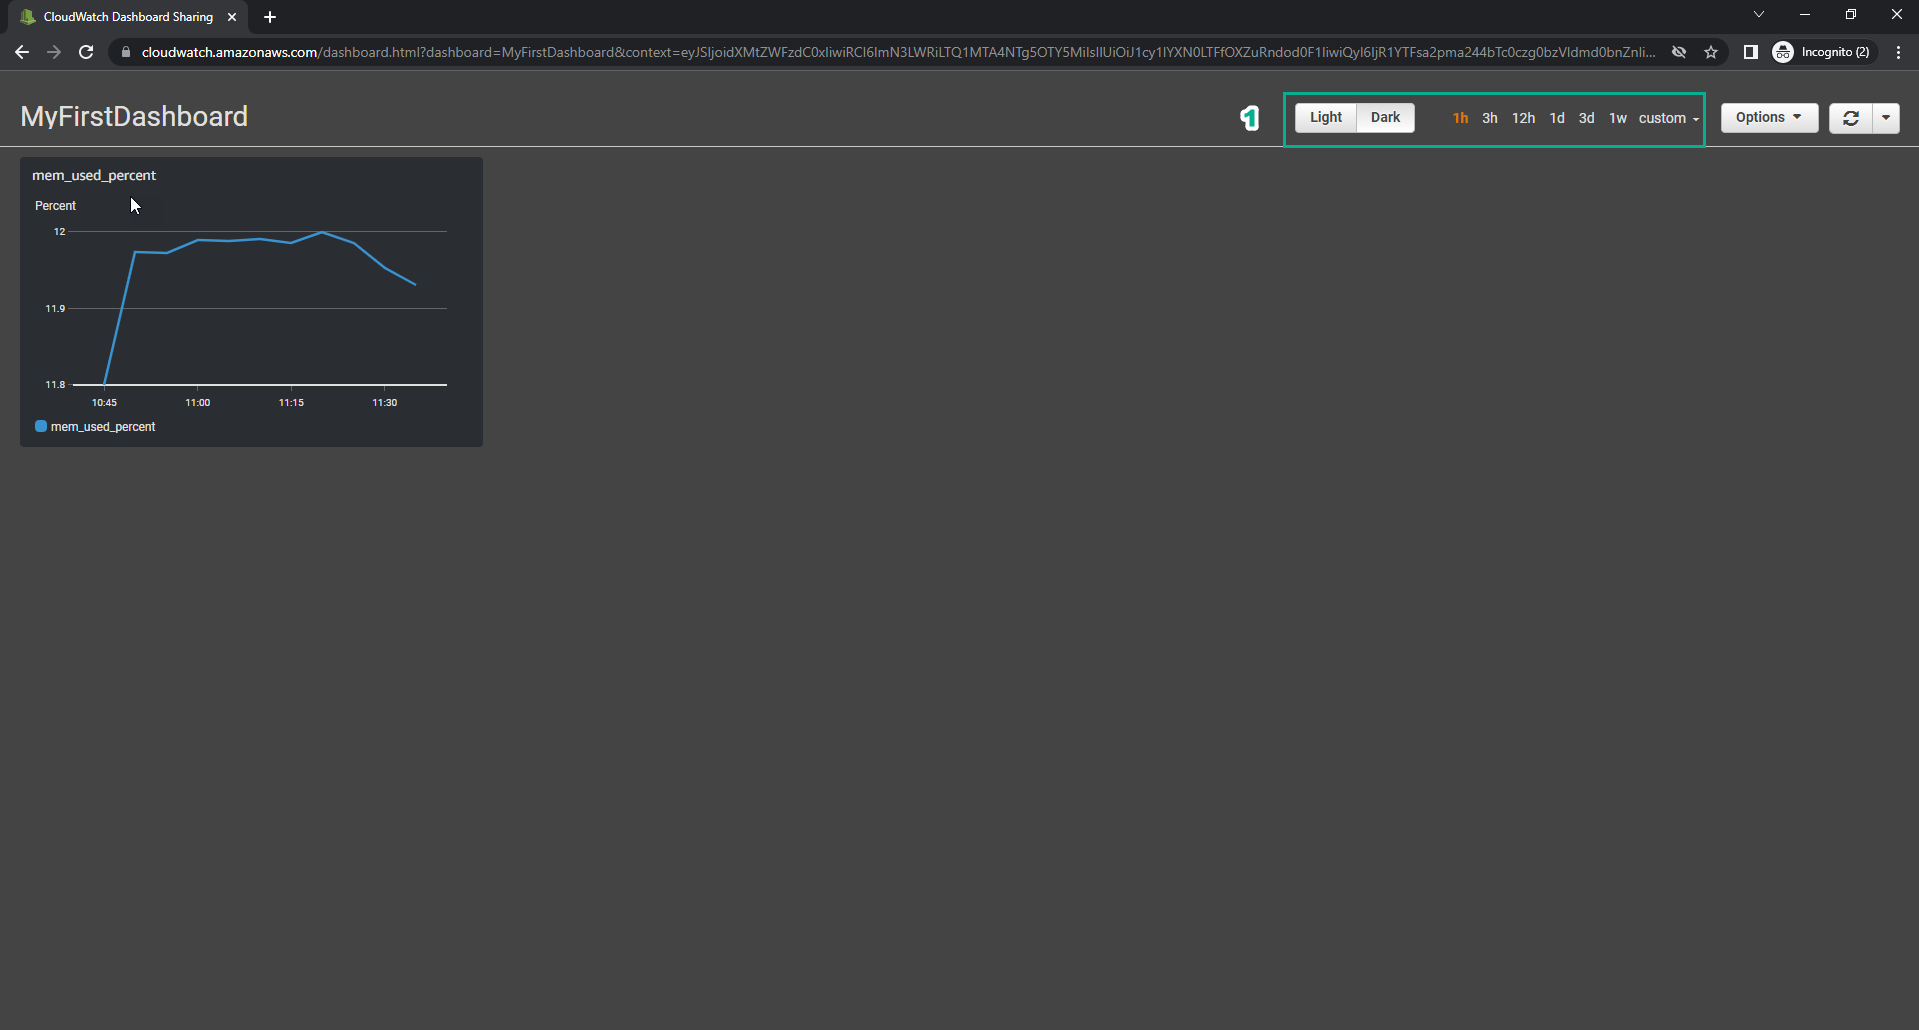 CloudWatch Dashboard Sharing
cloudwatch.amazonaws.com/dashboard.html?dashboard=MyFirstDashboard&context=
Incognito (2)
MyFirstDashboard
1
Light Dark 1h 3h 12h 1d 3d 1w custom Options
mem_used_percent
Percent
12
11.9
11.8
10:45 11:00 11:15 11:30
mem_used_percent